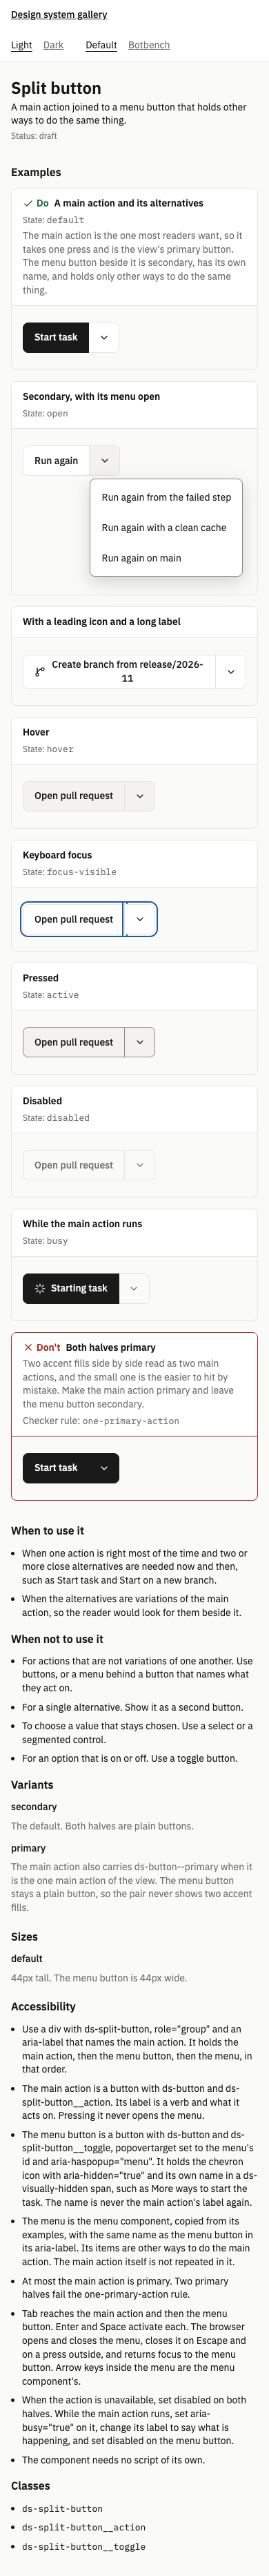 Design system gallery
Light Dark Default Botbench
Split button
A main action joined to a menu button that holds other
ways to do the same thing.
Status: draft
Examples
Do A main action and its alternatives
State: default
The main action is the one most readers want, so it
takes one press and is the view's primary button.
The menu button beside it is secondary, has its own
name, and holds only other ways to do the same
thing.
Start task
Secondary, with its menu open
State: open
Run again
Run again from the failed step
Run again with a clean cache
Run again on main
With a leading icon and a long label
Create branch from release/2026-
11
Hover
State: hover
Open pull request
Keyboard focus
State: focus-visible
Open pull request
Pressed
State: active
Open pull request
Disabled
State: disabled
Open pull request
While the main action runs
State: busy
Starting task
Don't Both halves primary
Two accent fills side by side read as two main
actions, and the small one is the easier to hit by
mistake. Make the main action primary and leave
the menu button secondary.
Checker rule: one-primary-action
Start task
When to use it
• When one action is right most of the time and two or
more close alternatives are needed now and then,
such as Start task and Start on a new branch.
• When the alternatives are variations of the main
action, so the reader would look for them beside it.
When not to use it
• For actions that are not variations of one another. Use
buttons, or a menu behind a button that names what
they act on.
• For a single alternative. Show it as a second button.
• To choose a value that stays chosen. Use a select or a
segmented control.
• For an option that is on or off. Use a toggle button.
Variants
secondary
The default. Both halves are plain buttons.
primary
The main action also carries ds-button--primary when it
is the one main action of the view. The menu button
stays a plain button, so the pair never shows two accent
fills.
Sizes
default
44px tall. The menu button is 44px wide.
Accessibility
• Use a div with ds-split-button, role="group" and an
aria-label that names the main action. It holds the
main action, then the menu button, then the menu, in
that order.
• The main action is a button with ds-button and ds-
split-button__action. Its label is a verb and what it
acts on. Pressing it never opens the menu.
• The menu button is a button with ds-button and ds-
split-button__toggle, popovertarget set to the menu's
id and aria-haspopup="menu". It holds the chevron
icon with aria-hidden="true" and its own name in a ds-
visually-hidden span, such as More ways to start the
task. The name is never the main action's label again.
• The menu is the menu component, copied from its
examples, with the same name as the menu button in
its aria-label. Its items are other ways to do the main
action. The main action itself is not repeated in it.
• At most the main action is primary. Two primary
halves fail the one-primary-action rule.
• Tab reaches the main action and then the menu
button. Enter and Space activate each. The browser
opens and closes the menu, closes it on Escape and
on a press outside, and returns focus to the menu
button. Arrow keys inside the menu are the menu
component's.
• When the action is unavailable, set disabled on both
halves. While the main action runs, set aria-
busy="true" on it, change its label to say what is
happening, and set disabled on the menu button.
• The component needs no script of its own.
Classes
• ds-split-button
• ds-split-button__action
• ds-split-button__toggle